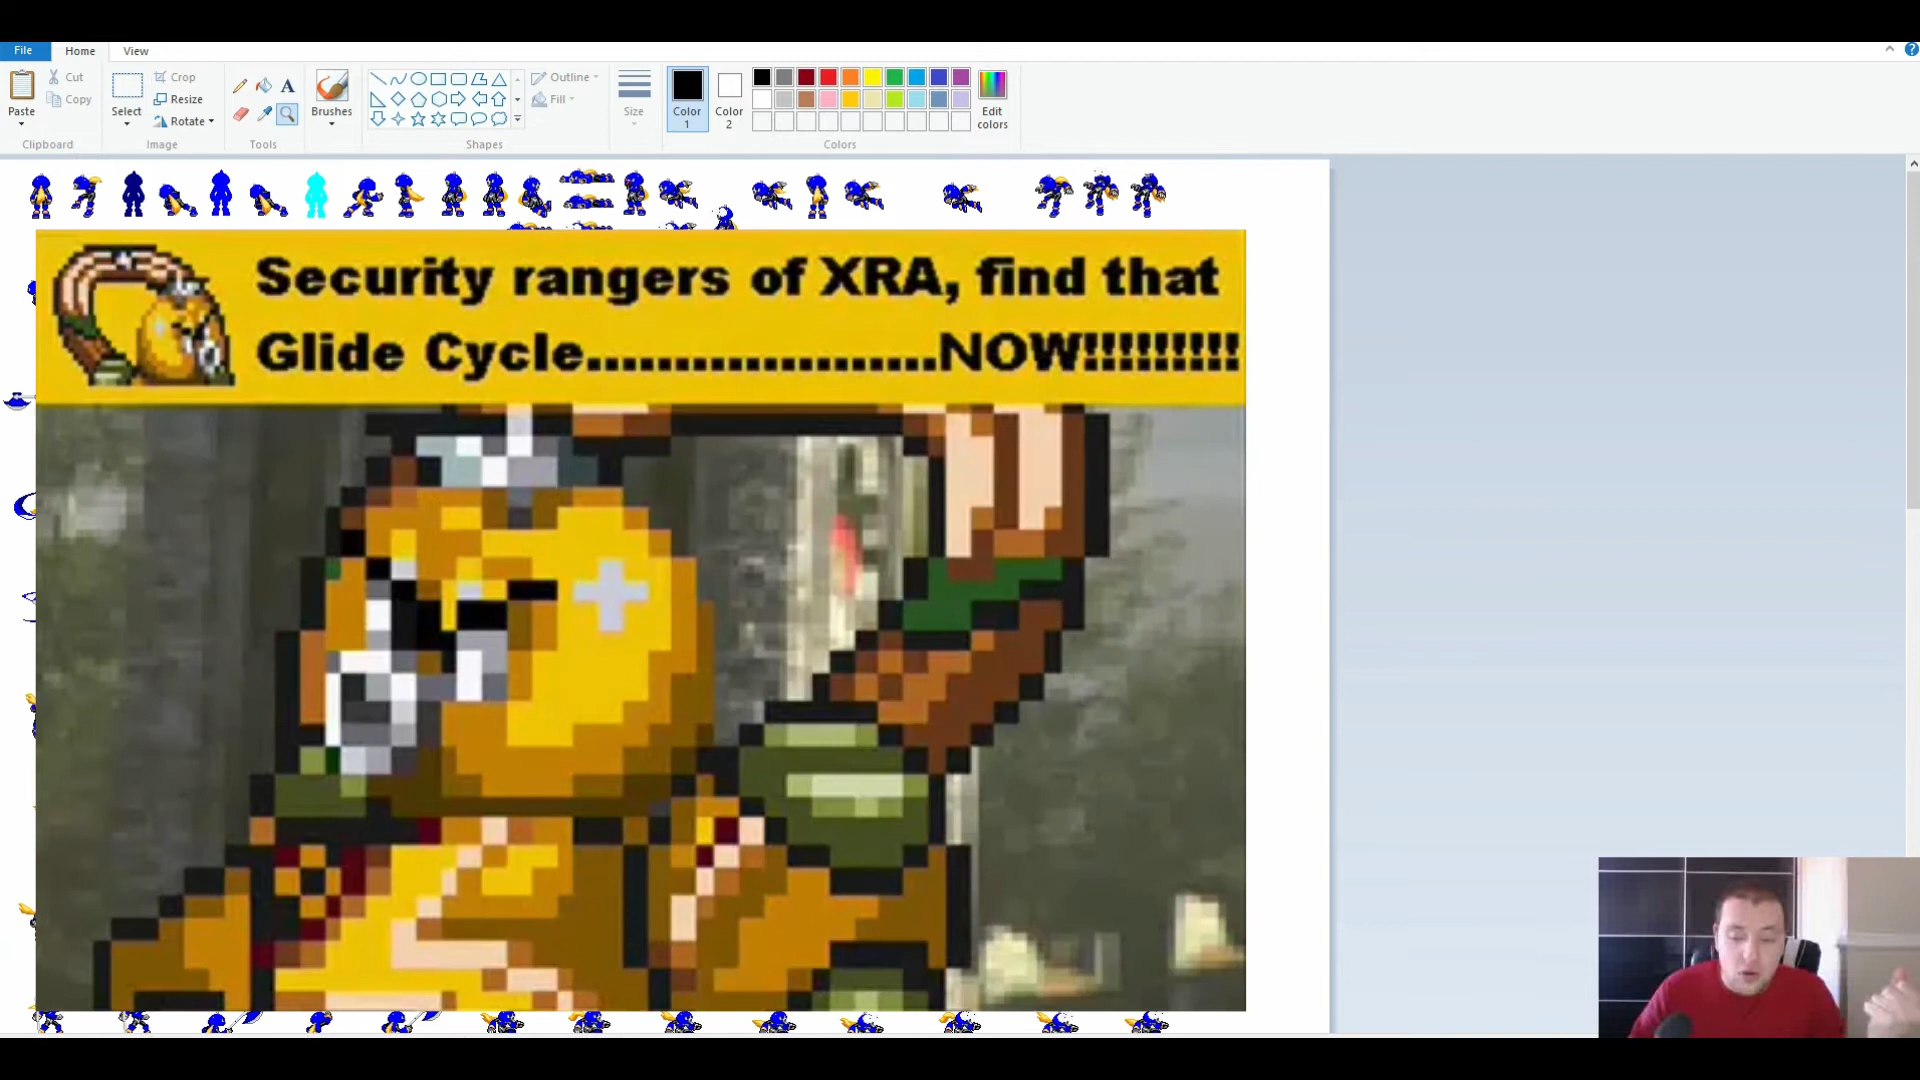 File Home View
Cut Crop Outline
Copy Resize Fill
Paste Select Rotate Brushes Size Color 1 Color 2 Edit colors
Clipboard Image Tools Shapes Colors
Security rangers of XRA, find that
Glide Cycle....................NOW!!!!!!!!!